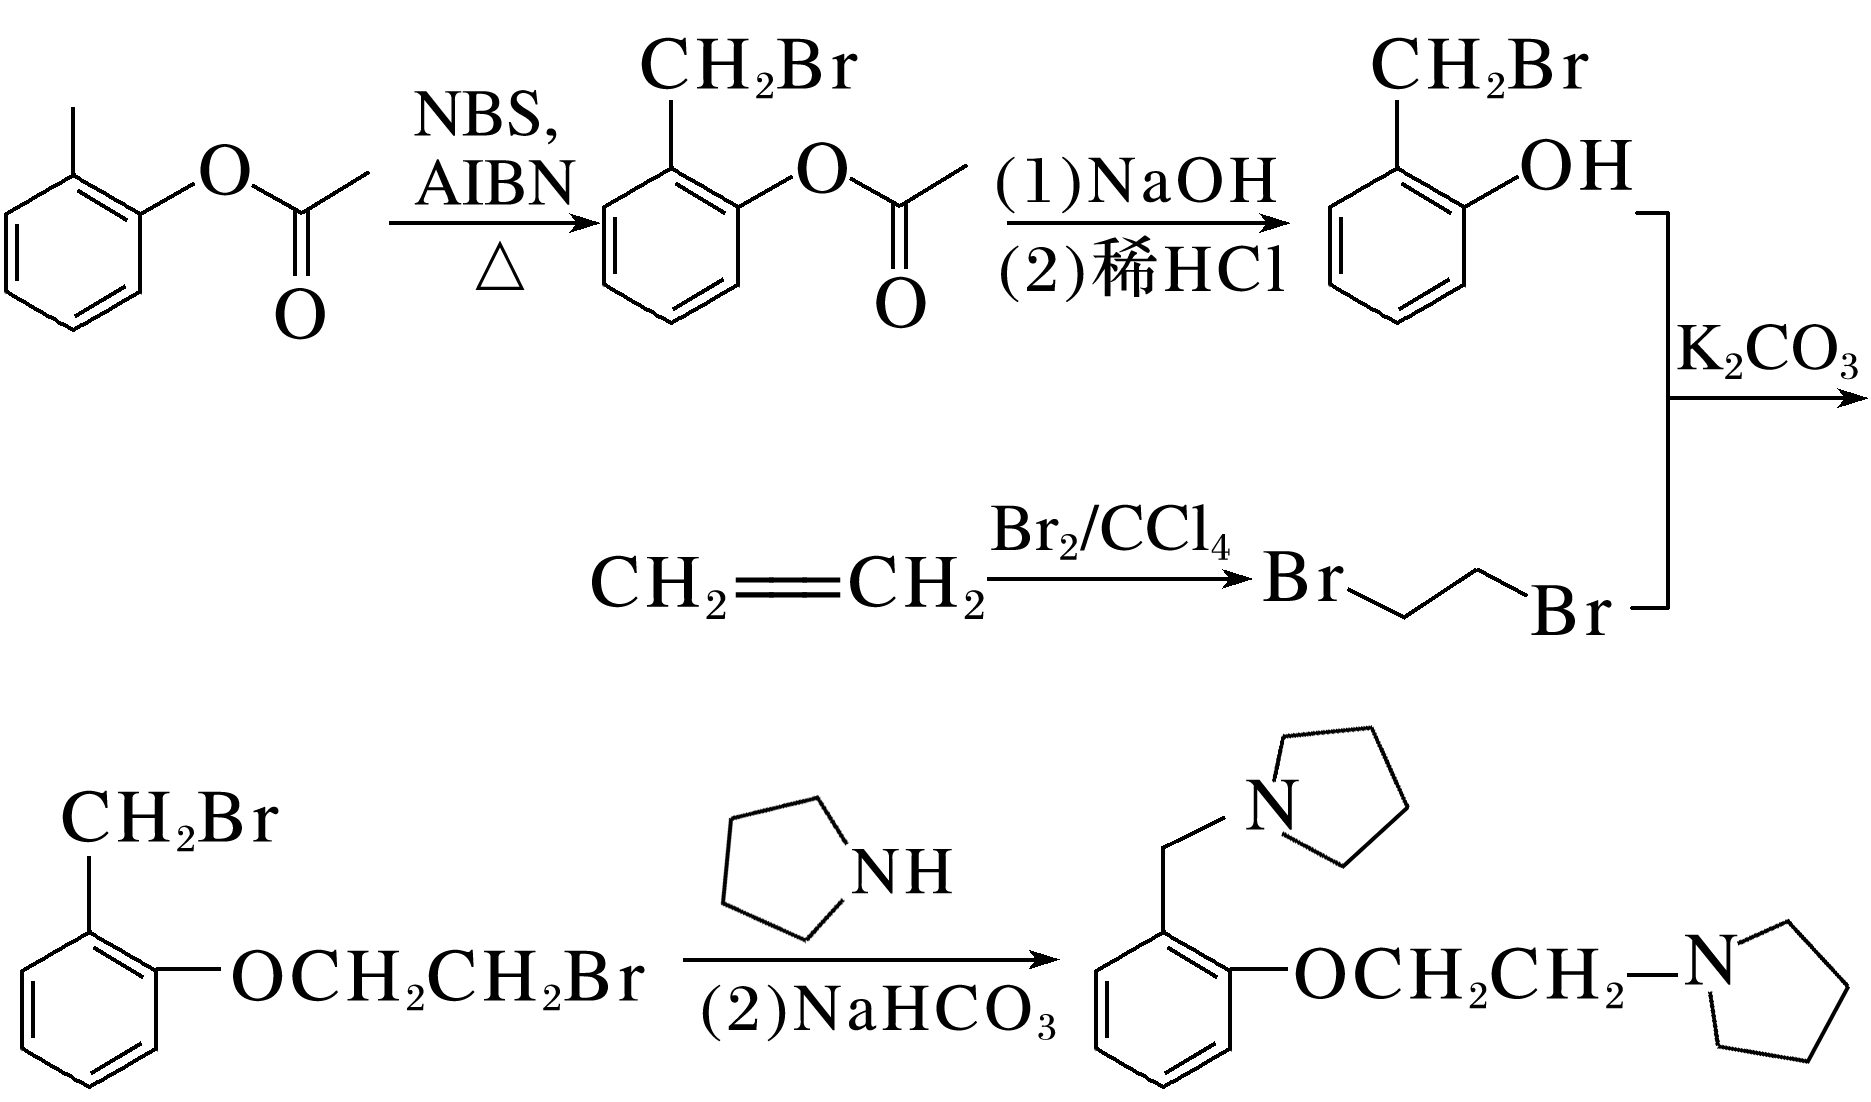 CH₂Br
CH₂Br
NBS,
AIBN
△
O
O
O
O
(1)NaOH
(2)稀HCl
OH
K₂CO₃
CH₂═CH₂
Br₂/CCl₄
Br
Br
CH₂Br
OCH₂CH₂Br
NH
(2)NaHCO₃
N
OCH₂CH₂—N